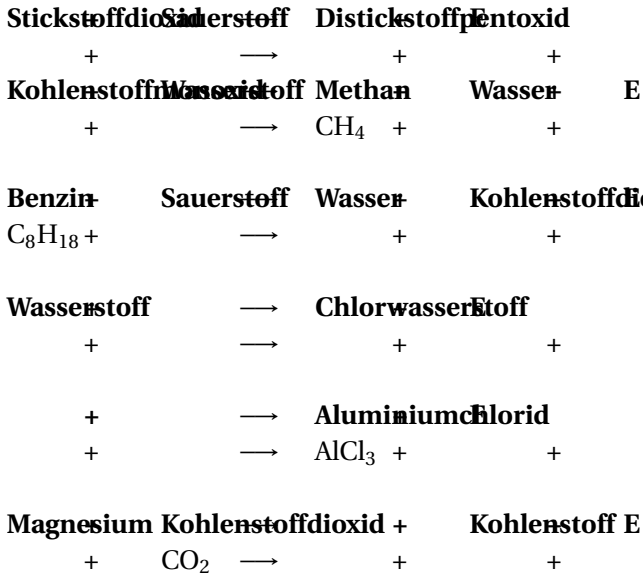 Stickstoffdioxid + Sauerstoff ⟶ Distickstoffpentoxid + E
+ ⟶ + +
Kohlenstoffmonoxid + Wasserstoff ⟶ Methan + Wasser + E
+ ⟶ CH₄ + +
Benzin + Sauerstoff ⟶ Wasser + Kohlenstoffdio + E
C₈H₁₈ + ⟶ + +
Wasserstoff + ⟶ Chlorwasserstoff + E
+ ⟶ + +
+ ⟶ Aluminiumchlorid + E
+ ⟶ AlCl₃ + +
Magnesium + Kohlenstoffdioxid ⟶ + Kohlenstoff + E
+ CO₂ ⟶ + +